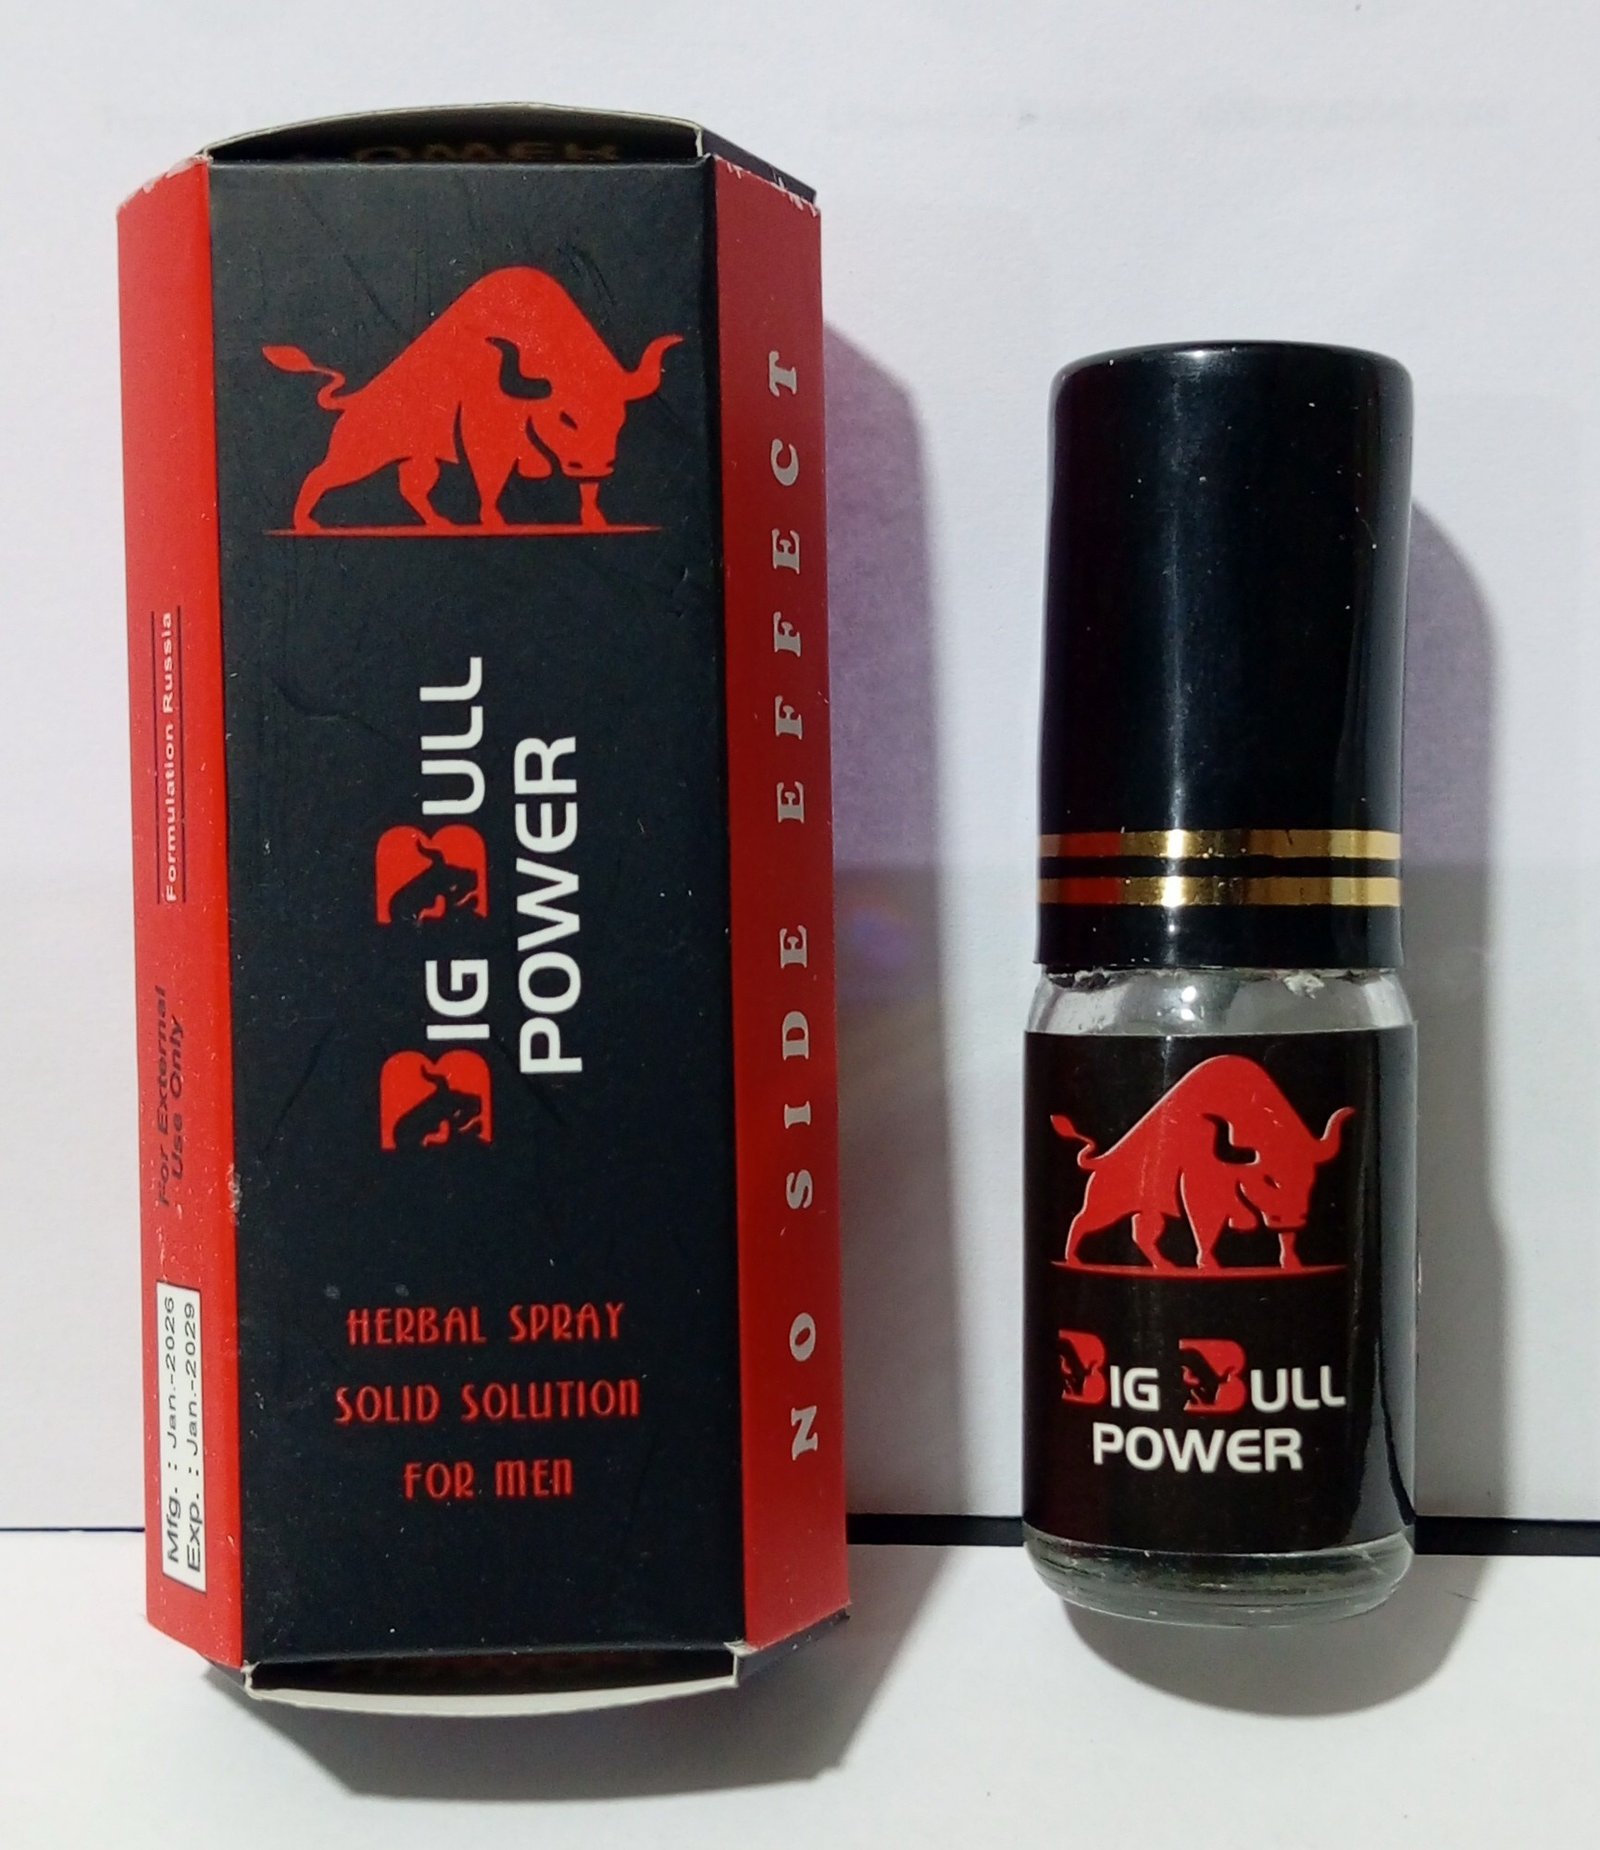 Formulation Russia
For External
Use Only
Mfg. : Jan.-2026
Exp. : Jan.-2029
BIG BULL
POWER
HERBAL SPRAY
SOLID SOLUTION
FOR MEN
NO SIDE EFFECT
BIG BULL
POWER